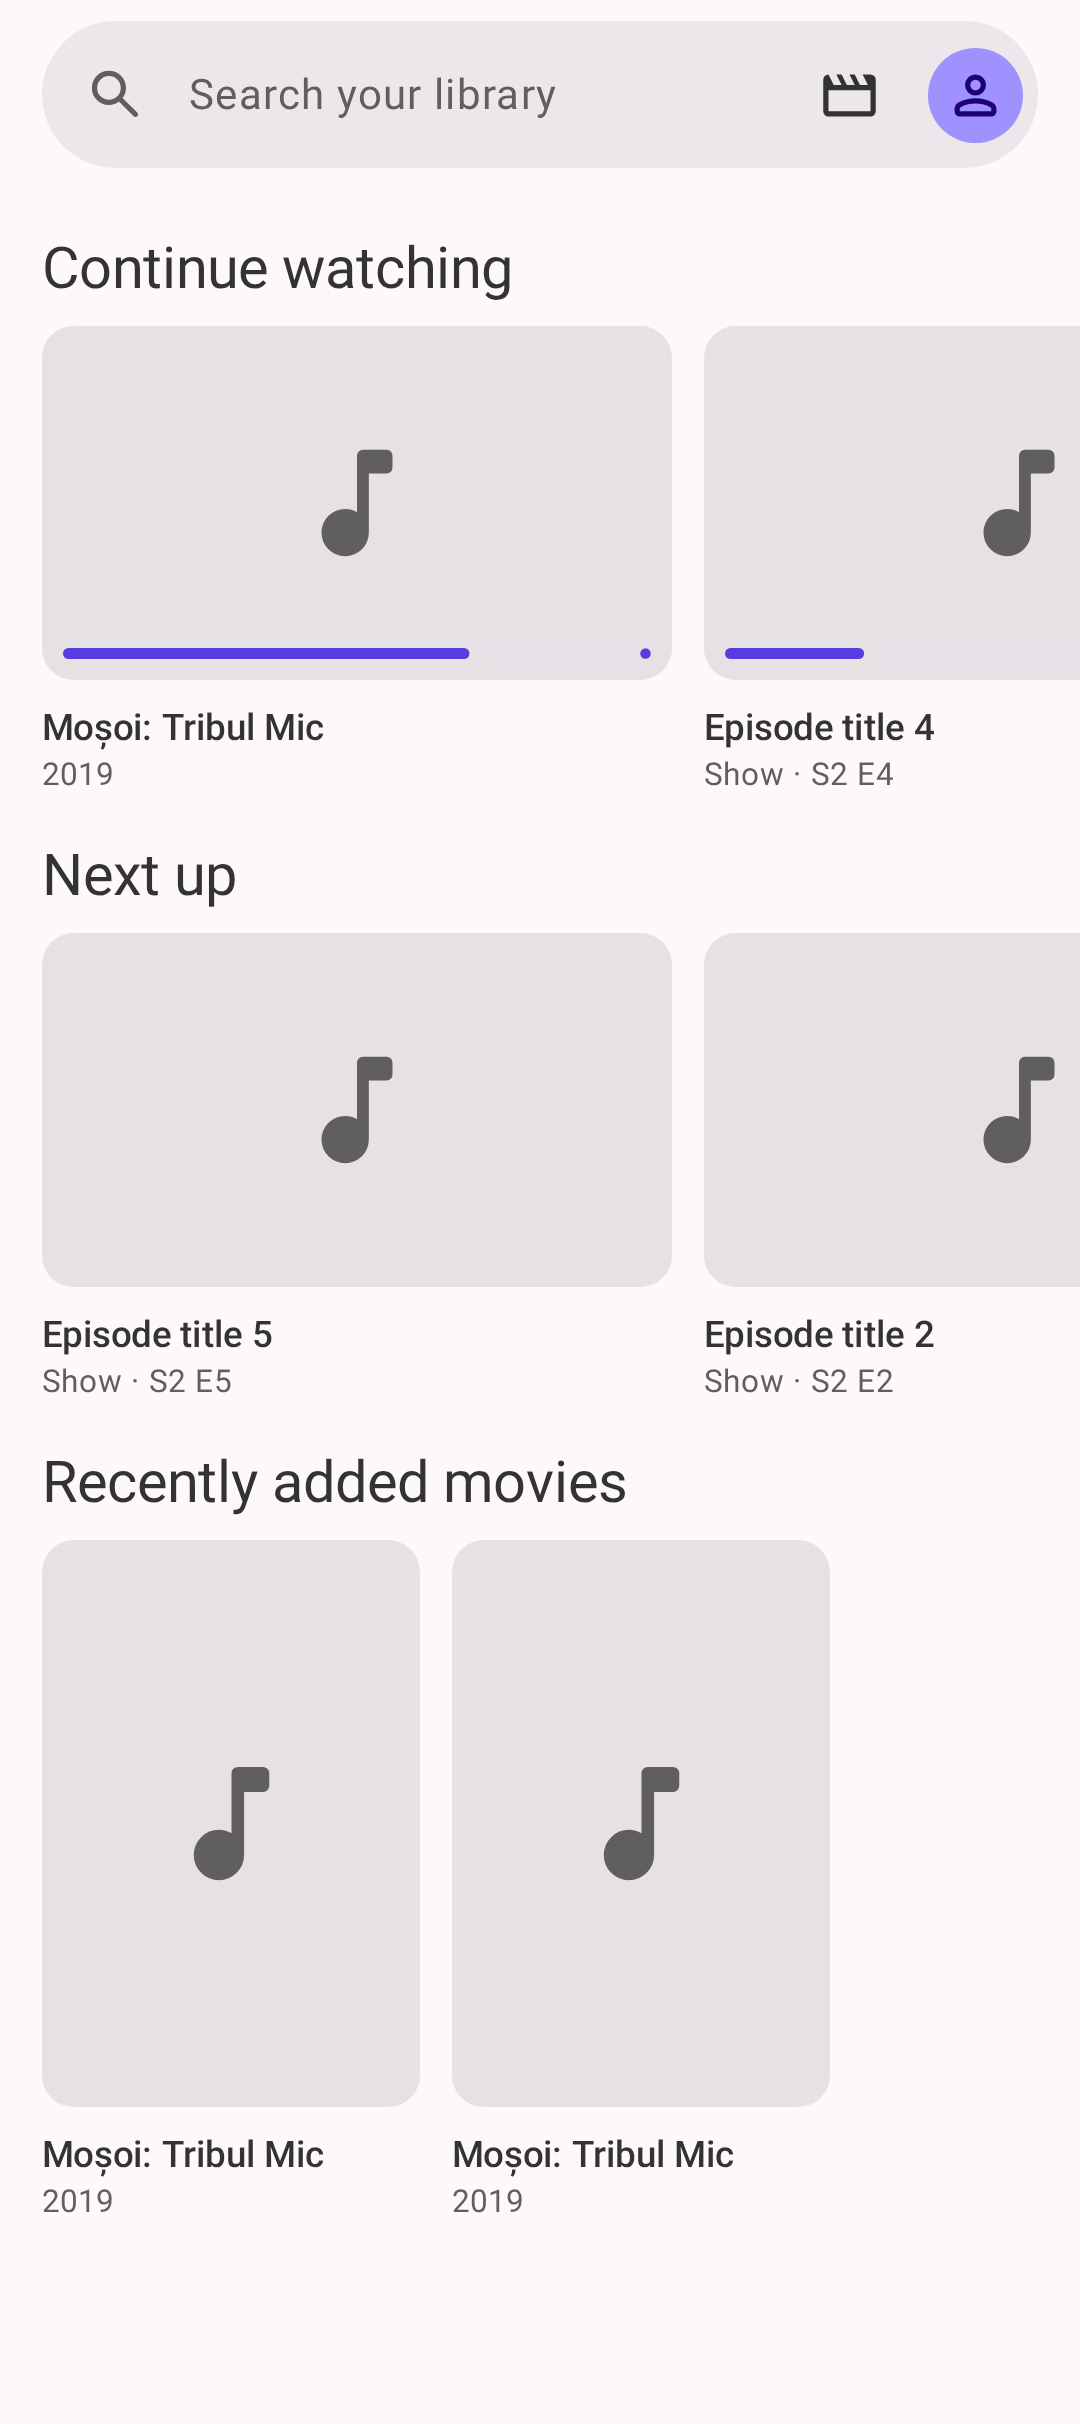 Search your library
Continue watching
Moșoi: Tribul Mic
2019
Episode title 4
Show · S2 E4
Next up
Episode title 5
Show · S2 E5
Episode title 2
Show · S2 E2
Recently added movies
Moșoi: Tribul Mic
2019
Moșoi: Tribul Mic
2019